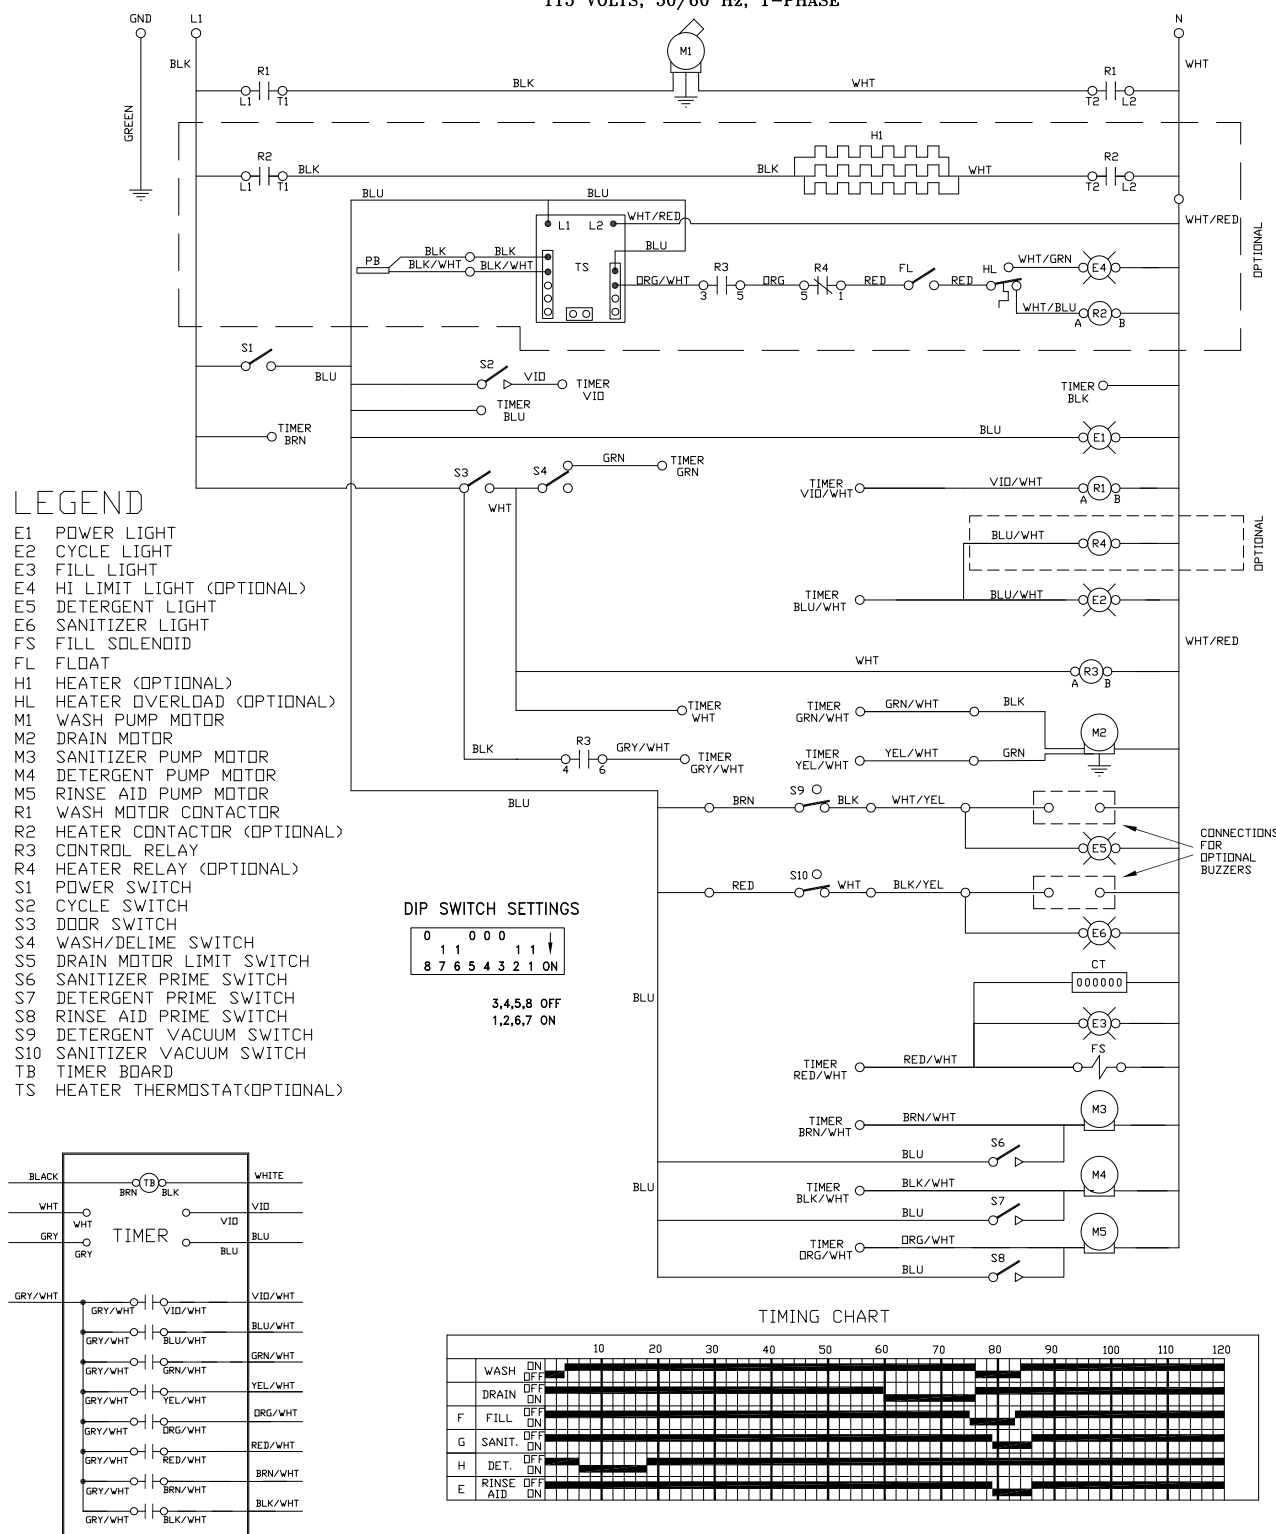 115 VOLTS, 50/60 Hz, 1-PHASE
GND L1 N
M1
BLK WHT
R1 BLK WHT R1
L1 T1 T2 L2
GREEN
H1
R2 BLK BLK WHT R2
L1 T1 T2 L2
BLU BLU
L1 L2 WHT/RED WHT/RED
BLK BLK BLU
PB BLK/WHT BLK/WHT TS
OPTIONAL
WHT/GRN E4
ORG/WHT R3 ORG R4 RED FL RED HL
3 5 5 1
WHT/BLU R2
A B
S1 BLU
S2 VIO TIMER VIO
TIMER BLK
TIMER BLU
TIMER BRN
BLU E1
S3 S4 GRN TIMER GRN
WHT
TIMER VIO/WHT VIO/WHT R1
A B
BLU/WHT R4
OPTIONAL
TIMER BLU/WHT BLU/WHT E2
WHT/RED
WHT R3
A B
TIMER WHT
TIMER GRN/WHT GRN/WHT BLK
M2
BLK R3 GRY/WHT TIMER GRY/WHT
4 6
TIMER YEL/WHT YEL/WHT GRN
BLU
BRN S9 BLK WHT/YEL
E5
CONNECTIONS
FOR
OPTIONAL
BUZZERS
RED S10 WHT BLK/YEL
E6
CT
000000
BLU
E3
FS
TIMER RED/WHT RED/WHT
M3
TIMER BRN/WHT BRN/WHT
BLU S6
BLU
M4
TIMER BLK/WHT BLK/WHT
BLU S7
M5
TIMER ORG/WHT ORG/WHT
BLU S8
LEGEND
E1 POWER LIGHT
E2 CYCLE LIGHT
E3 FILL LIGHT
E4 HI LIMIT LIGHT (OPTIONAL)
E5 DETERGENT LIGHT
E6 SANITIZER LIGHT
FS FILL SOLENOID
FL FLOAT
H1 HEATER (OPTIONAL)
HL HEATER OVERLOAD (OPTIONAL)
M1 WASH PUMP MOTOR
M2 DRAIN MOTOR
M3 SANITIZER PUMP MOTOR
M4 DETERGENT PUMP MOTOR
M5 RINSE AID PUMP MOTOR
R1 WASH MOTOR CONTACTOR
R2 HEATER CONTACTOR (OPTIONAL)
R3 CONTROL RELAY
R4 HEATER RELAY (OPTIONAL)
S1 POWER SWITCH
S2 CYCLE SWITCH
S3 DOOR SWITCH
S4 WASH/DELIME SWITCH
S5 DRAIN MOTOR LIMIT SWITCH
S6 SANITIZER PRIME SWITCH
S7 DETERGENT PRIME SWITCH
S8 RINSE AID PRIME SWITCH
S9 DETERGENT VACUUM SWITCH
S10 SANITIZER VACUUM SWITCH
TB TIMER BOARD
TS HEATER THERMOSTAT(OPTIONAL)
DIP SWITCH SETTINGS
0 0 0 0
1 1 1 1
8 7 6 5 4 3 2 1 ON
3,4,5,8 OFF
1,2,6,7 ON
BLACK TB WHITE
BRN BLK
WHT VIO
WHT TIMER VIO
GRY BLU
GRY BLU
GRY/WHT VIO/WHT
GRY/WHT VIO/WHT
BLU/WHT
GRY/WHT BLU/WHT
GRN/WHT
GRY/WHT GRN/WHT
YEL/WHT
GRY/WHT YEL/WHT
ORG/WHT
GRY/WHT ORG/WHT
RED/WHT
GRY/WHT RED/WHT
BRN/WHT
GRY/WHT BRN/WHT
BLK/WHT
GRY/WHT BLK/WHT
TIMING CHART
10 20 30 40 50 60 70 80 90 100 110 120
WASH ON
OFF
DRAIN OFF
ON
F FILL OFF
ON
G SANIT. OFF
ON
H DET. OFF
ON
E RINSE AID OFF
ON